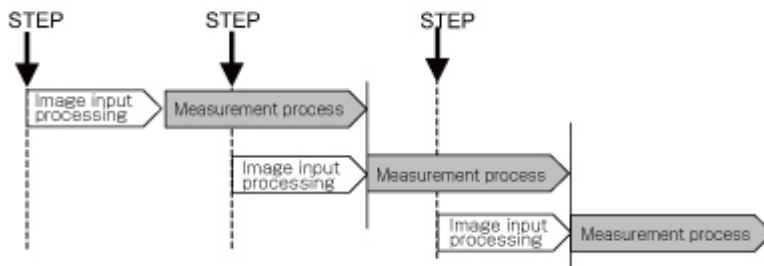 STEP
STEP
STEP
Image input
processing
Measurement process
Image input
processing
Measurement process
Image input
processing
Measurement process